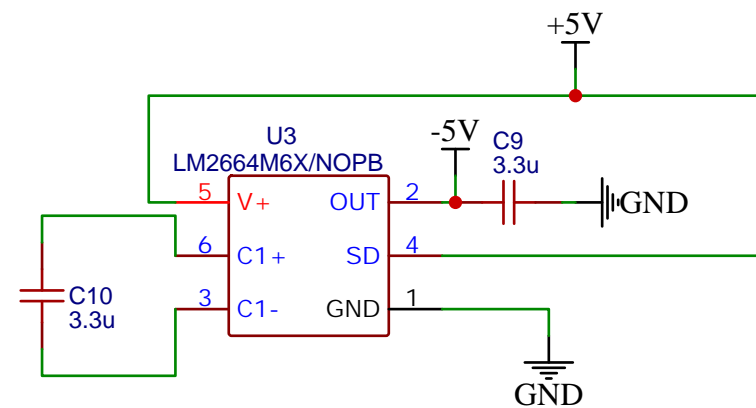 +5V
U3
LM2664M6X/NOPB
-5V
C9
3.3u
5
V+
OUT
2
GND
6
C1+
SD
4
C10
3.3u
3
C1-
GND
1
GND